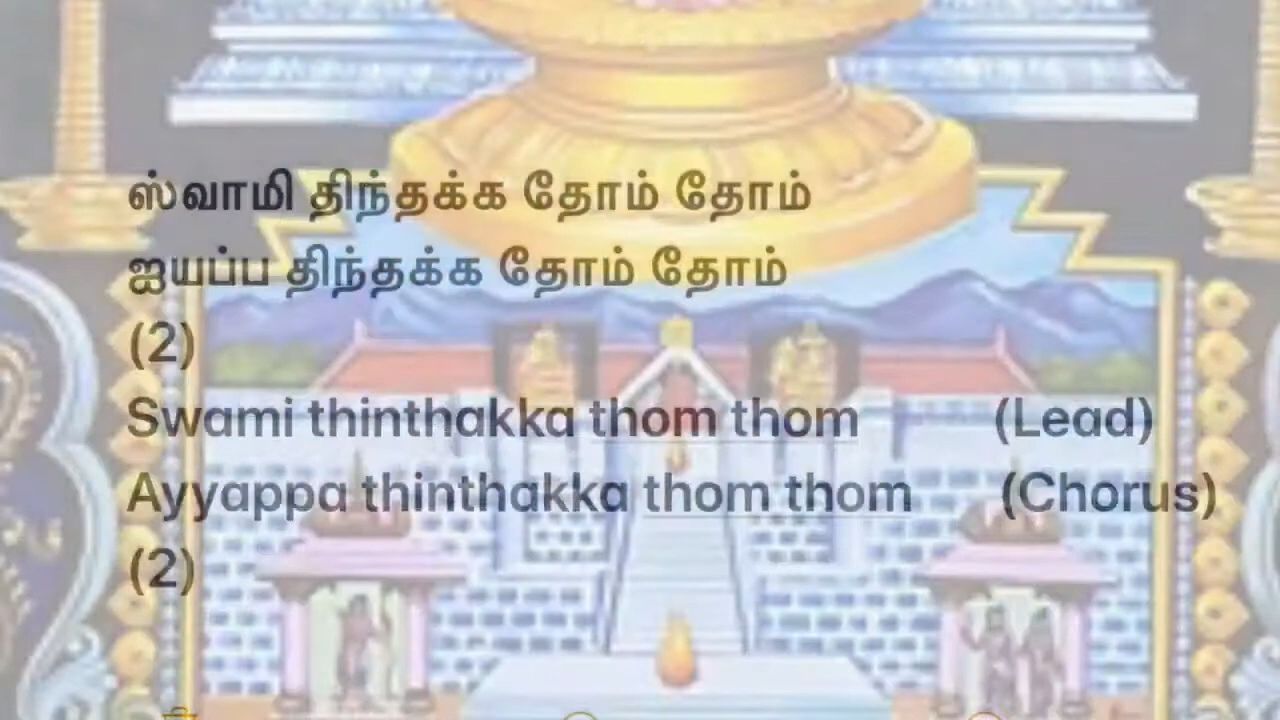 ஸ்வாமி திந்தக்க தோம் தோம்
ஐயப்ப திந்தக்க தோம் தோம்
(2)
Swami thinthakka thom thom (Lead)
Ayyappa thinthakka thom thom (Chorus)
(2)